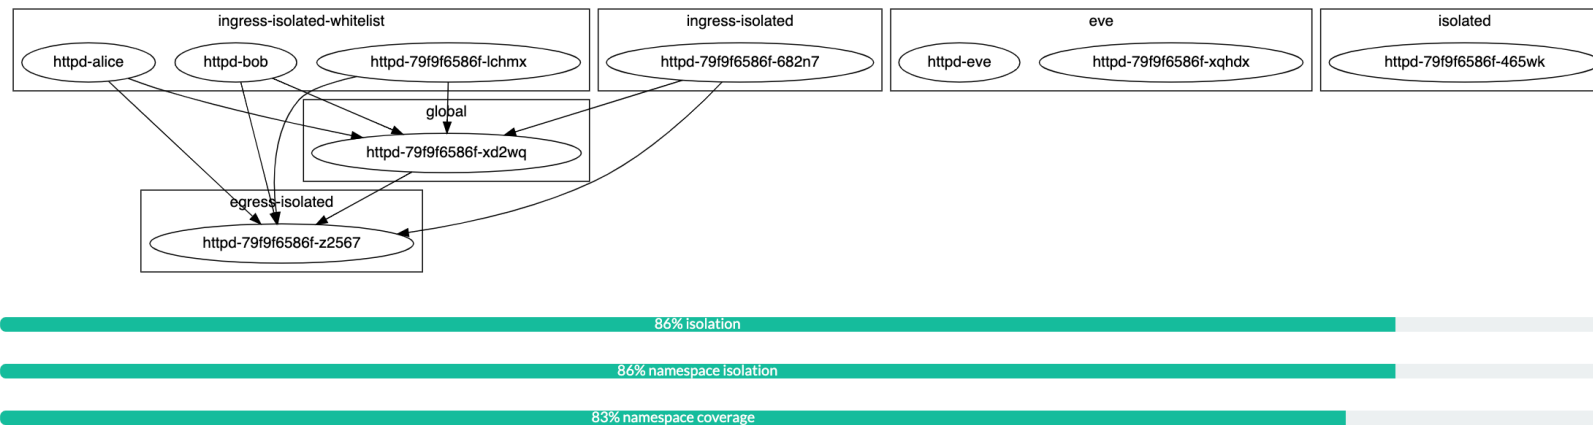 ingress-isolated-whitelist
ingress-isolated
eve
isolated
httpd-alice
httpd-bob
httpd-79f9f6586f-lchmx
httpd-79f9f6586f-682n7
httpd-eve
httpd-79f9f6586f-xqhdx
httpd-79f9f6586f-465wk
global
httpd-79f9f6586f-xd2wq
egress-isolated
httpd-79f9f6586f-z2567
86% isolation
86% namespace isolation
83% namespace coverage